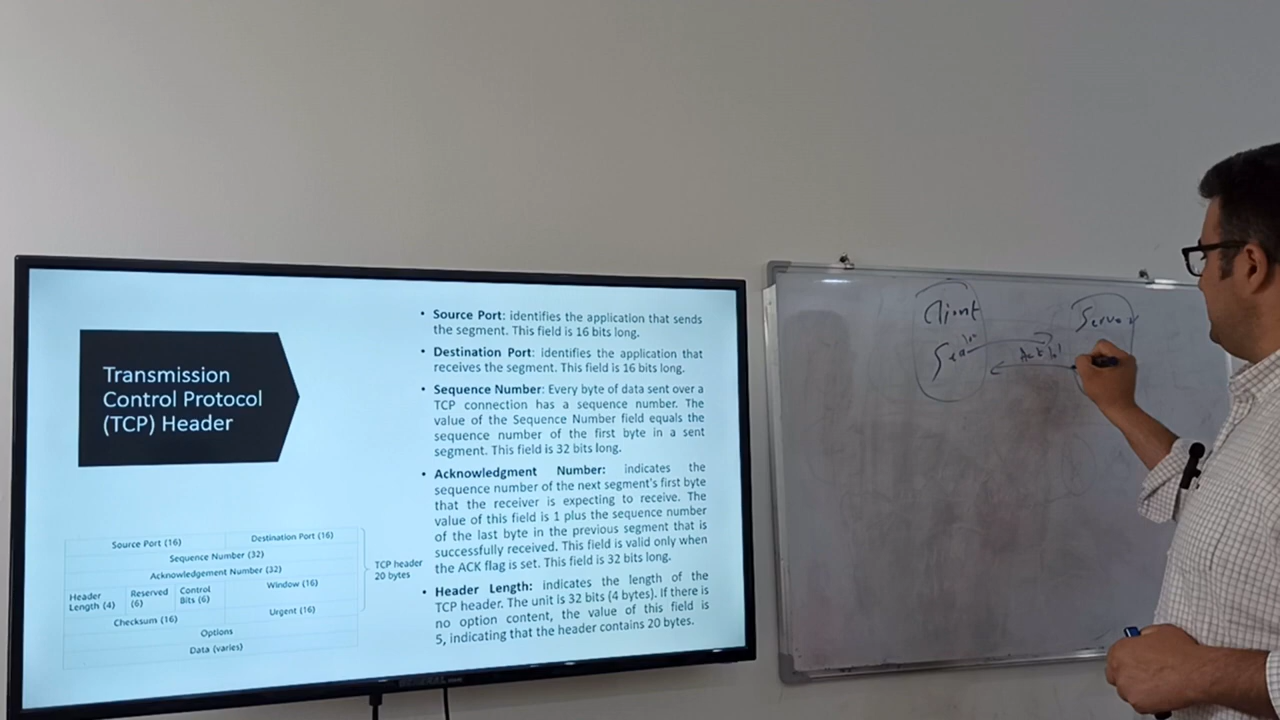 Transmission
Control Protocol
(TCP) Header
• Source Port: identifies the application that sends
the segment. This field is 16 bits long.
• Destination Port: identifies the application that
receives the segment. This field is 16 bits long.
• Sequence Number: Every byte of data sent over a
TCP connection has a sequence number. The
value of the Sequence Number field equals the
sequence number of the first byte in a sent
segment. This field is 32 bits long.
• Acknowledgment Number: indicates the
sequence number of the next segment's first byte
that the receiver is expecting to receive. The
value of this field is 1 plus the sequence number
of the last byte in the previous segment that is
successfully received. This field is valid only when
the ACK flag is set. This field is 32 bits long.
• Header Length: indicates the length of the
TCP header. The unit is 32 bits (4 bytes). If there is
no option content, the value of this field is
5, indicating that the header contains 20 bytes.
Source Port (16) Destination Port (16)
Sequence Number (32)
Acknowledgement Number (32)
Header Length (4) Reserved (6) Control Bits (6) Window (16)
Checksum (16) Urgent (16)
Options
Data (varies)
TCP header
20 bytes
Client
Server